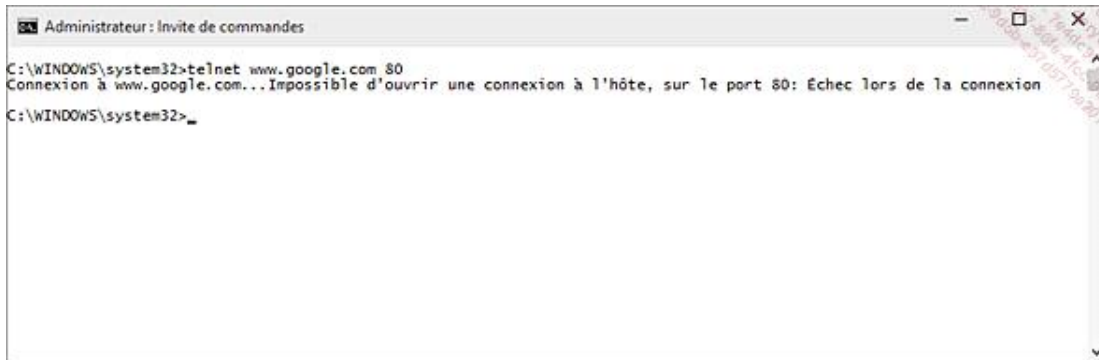 Administrateur : Invite de commandes
C:\WINDOWS\system32>telnet www.google.com 80
Connexion à www.google.com...Impossible d'ouvrir une connexion à l'hôte, sur le port 80: Échec lors de la connexion
C:\WINDOWS\system32>_